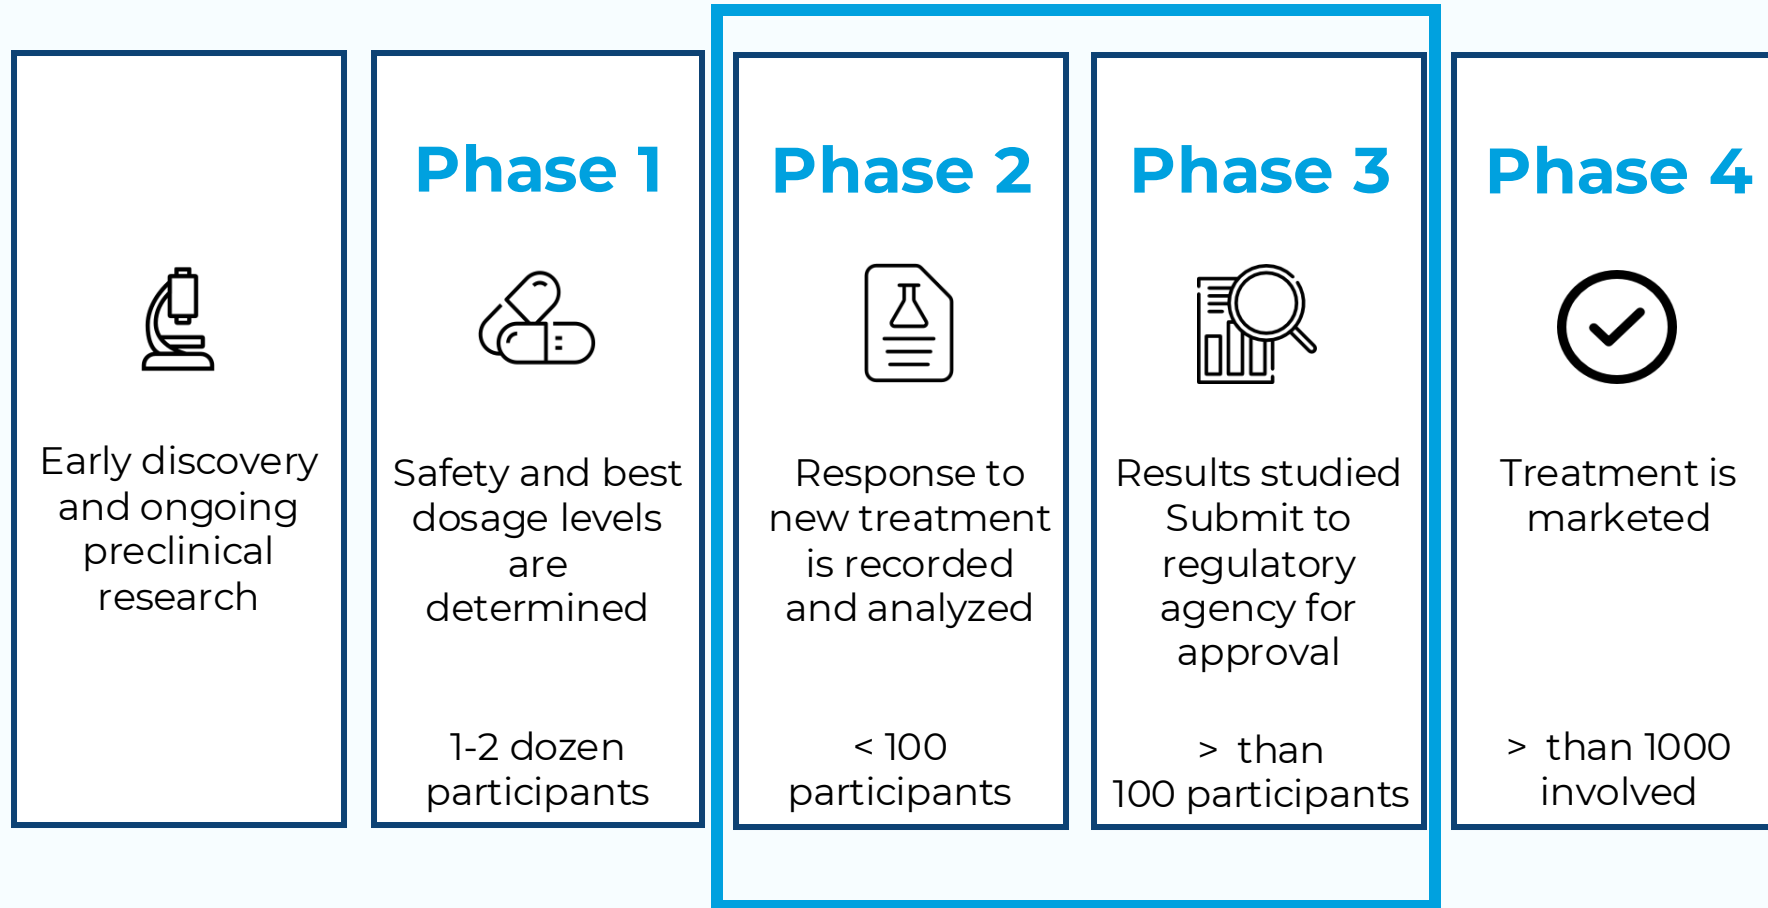 Early discovery
and ongoing
preclinical
research
Phase 1
Safety and best
dosage levels
are
determined
1-2 dozen
participants
Phase 2
Response to
new treatment
is recorded
and analyzed
< 100
participants
Phase 3
Results studied
Submit to
regulatory
agency for
approval
> than
100 participants
Phase 4
Treatment is
marketed
> than 1000
involved